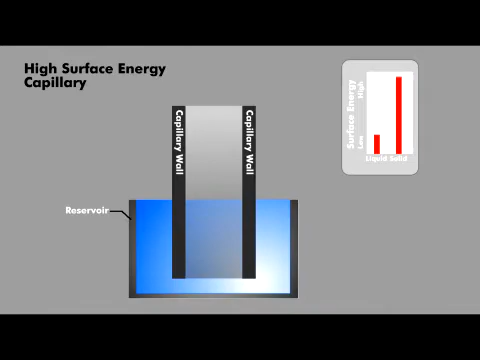 High Surface Energy
Capillary
Capillary Wall
Capillary Wall
Reservoir
Surface Energy
Low
High
Liquid Solid